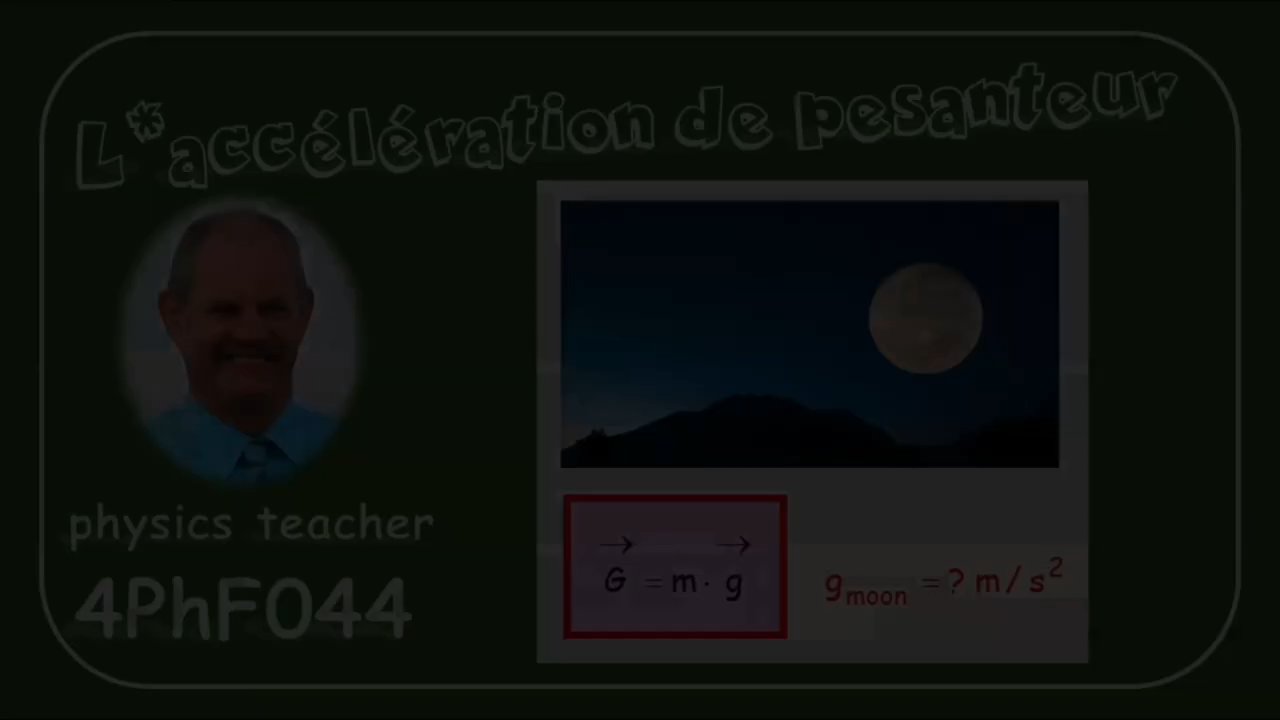 L*accélération de pesanteur
physics teacher
4PhF044
G = m · g
g_moon = ? m/s²